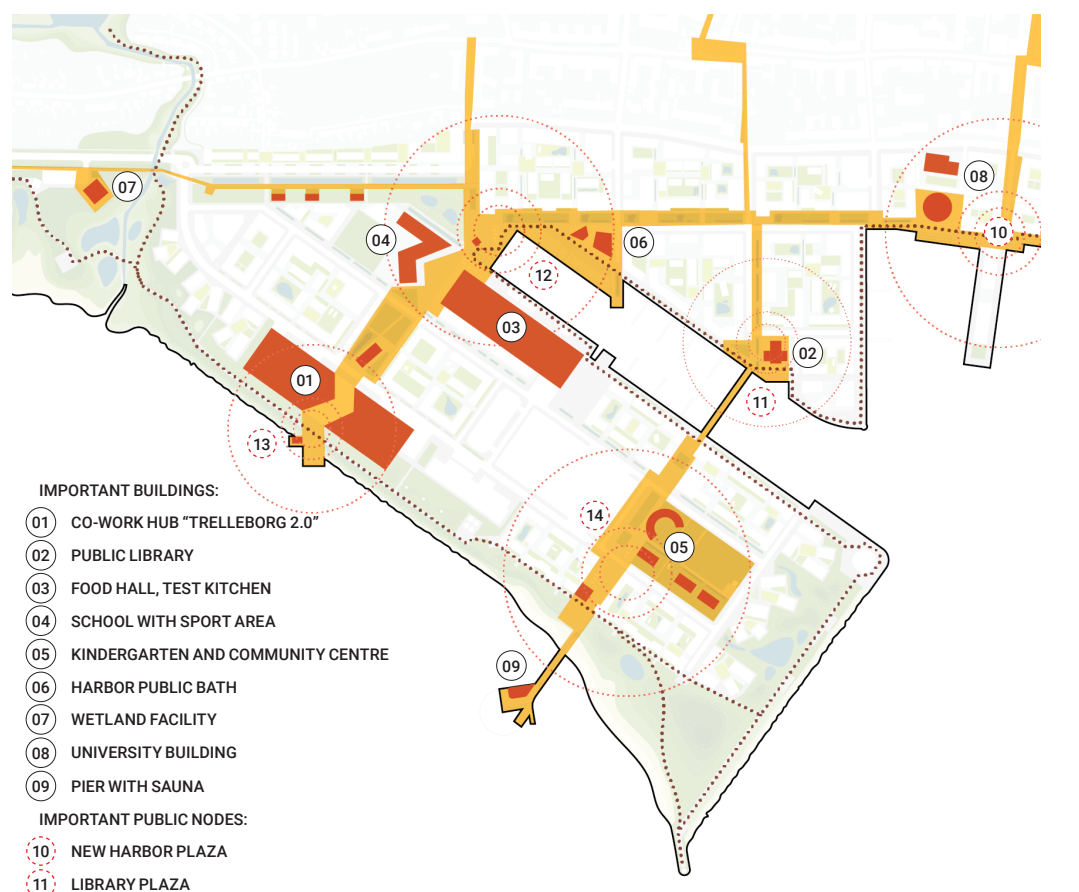 08
07
10
04
06
12
03
02
01
11
13
14
05
09
IMPORTANT BUILDINGS:
01 CO-WORK HUB “TRELLEBORG 2.0”
02 PUBLIC LIBRARY
03 FOOD HALL, TEST KITCHEN
04 SCHOOL WITH SPORT AREA
05 KINDERGARTEN AND COMMUNITY CENTRE
06 HARBOR PUBLIC BATH
07 WETLAND FACILITY
08 UNIVERSITY BUILDING
09 PIER WITH SAUNA
IMPORTANT PUBLIC NODES:
10 NEW HARBOR PLAZA
11 LIBRARY PLAZA